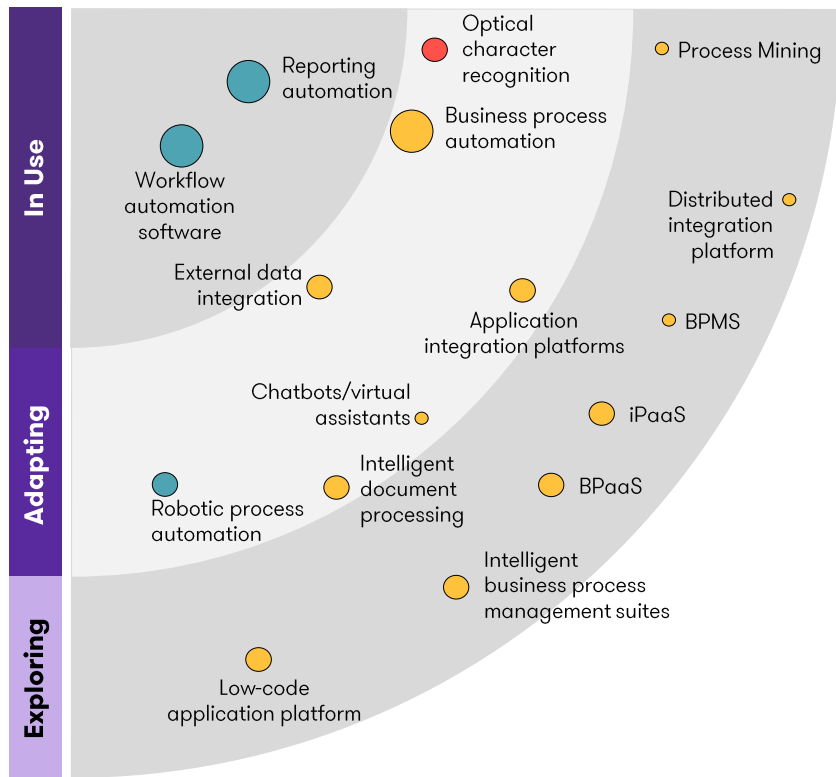 In Use
Adapting
Exploring
Optical
character
recognition
Process Mining
Reporting
automation
Business process
automation
Workflow
automation
software
Distributed
integration
platform
External data
integration
Application
integration platforms
BPMS
Chatbots/virtual
assistants
iPaaS
Intelligent
document
processing
BPaaS
Robotic process
automation
Intelligent
business process
management suites
Low-code
application platform